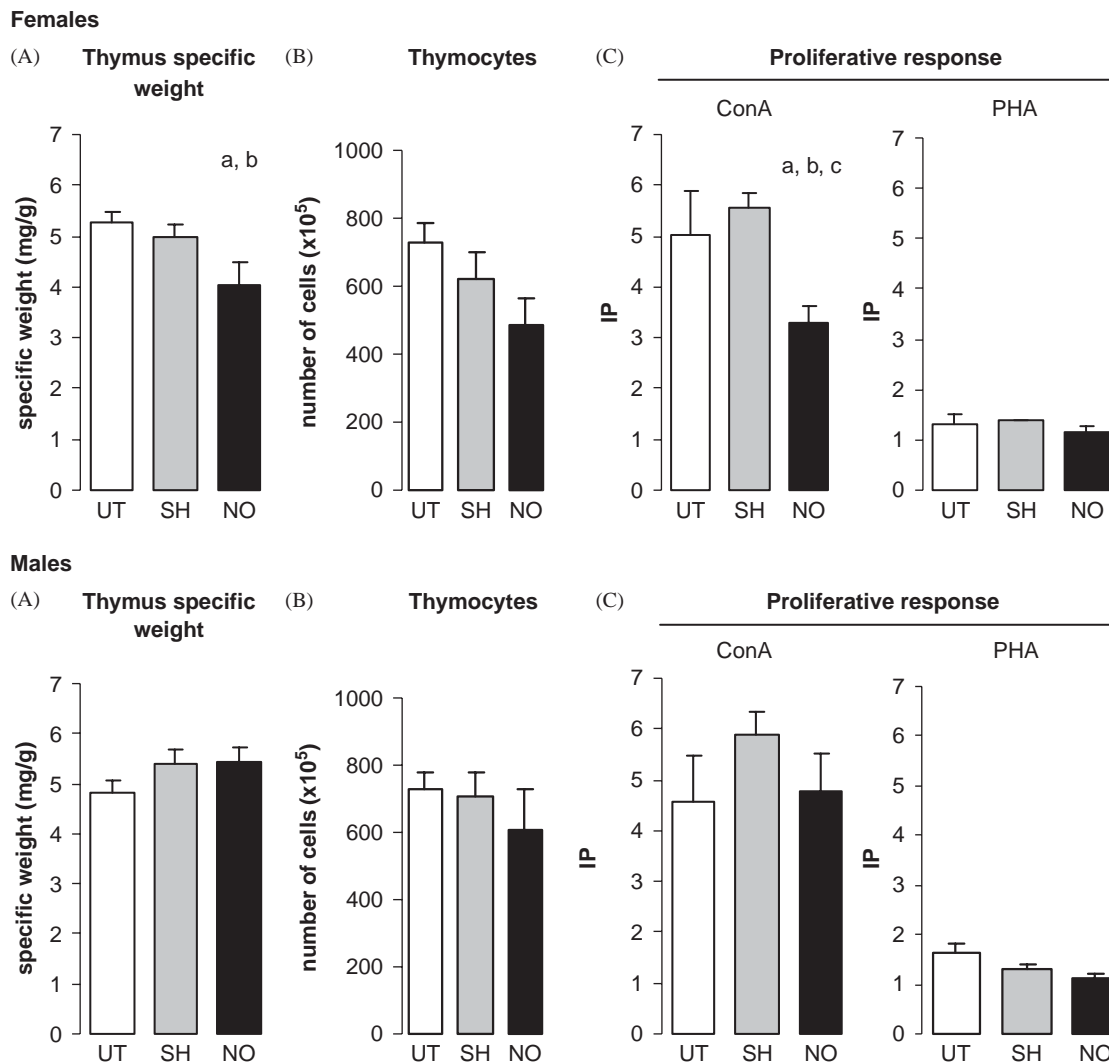 Females
(A) Thymus specific weight
(B) Thymocytes
(C) Proliferative response
ConA
PHA
specific weight (mg/g)
7
6
5
4
3
2
1
0
a, b
UT SH NO
number of cells (x10⁵)
1000
800
600
400
200
0
UT SH NO
IP
7
6
5
4
3
2
1
0
a, b, c
UT SH NO
IP
7
6
5
4
3
2
1
0
UT SH NO
Males
(A) Thymus specific weight
(B) Thymocytes
(C) Proliferative response
ConA
PHA
specific weight (mg/g)
7
6
5
4
3
2
1
0
UT SH NO
number of cells (x10⁵)
1000
800
600
400
200
0
UT SH NO
IP
7
6
5
4
3
2
1
0
UT SH NO
IP
7
6
5
4
3
2
1
0
UT SH NO